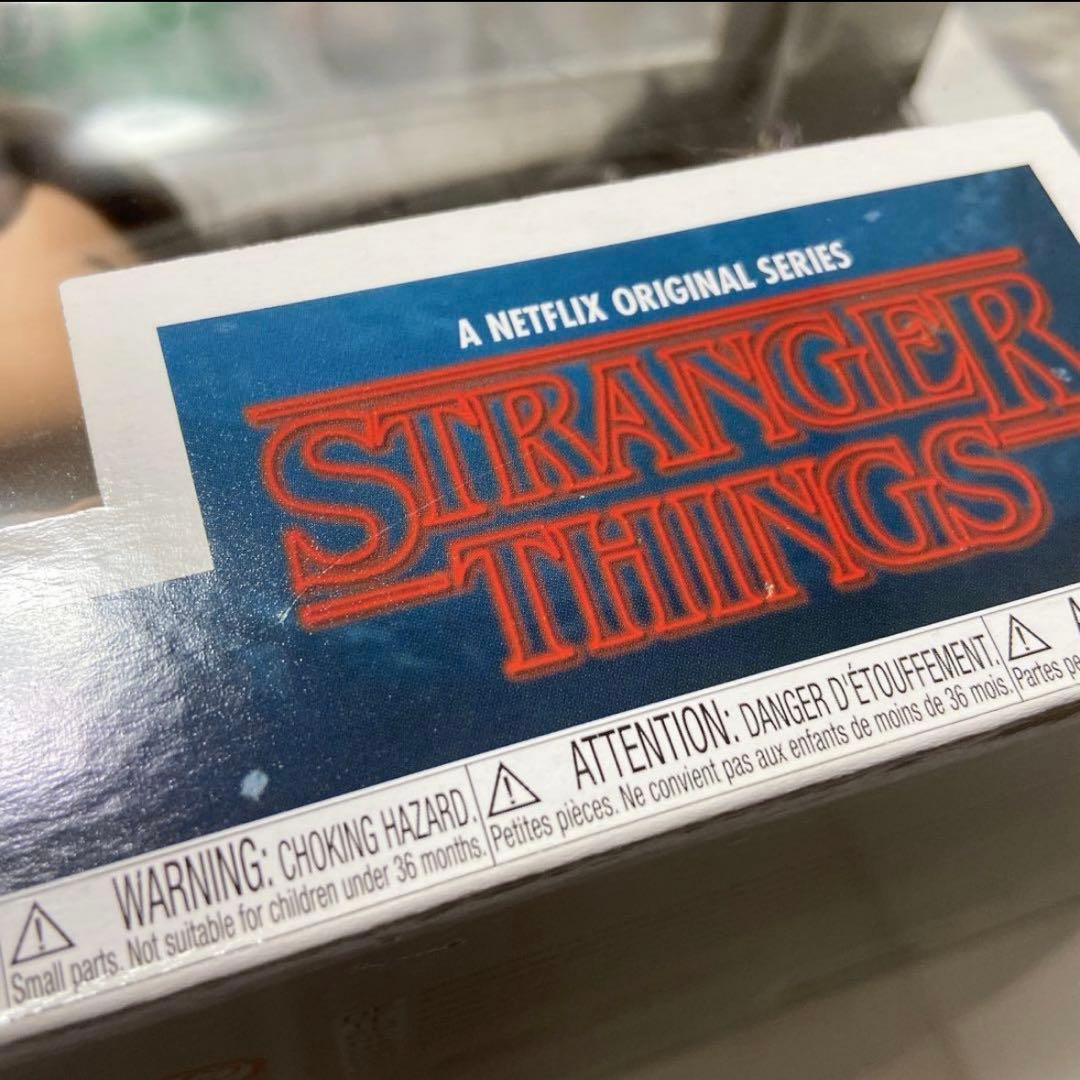 A NETFLIX ORIGINAL SERIES
STRANGER
THINGS
WARNING: CHOKING HAZARD.
Small parts. Not suitable for children under 36 months.
ATTENTION: DANGER D'ÉTOUFFEMENT.
Petites pièces. Ne convient pas aux enfants de moins de 36 mois.
Partes